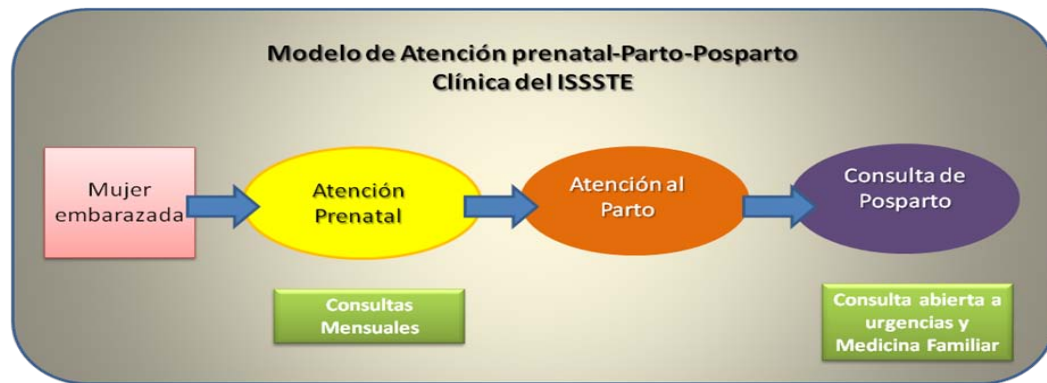 Modelo de Atención prenatal-Parto-Posparto
Clínica del ISSSTE
Mujer
embarazada
Atención
Prenatal
Atención al
Parto
Consulta de
Posparto
Consultas
Mensuales
Consulta abierta a
urgencias y
Medicina Familiar